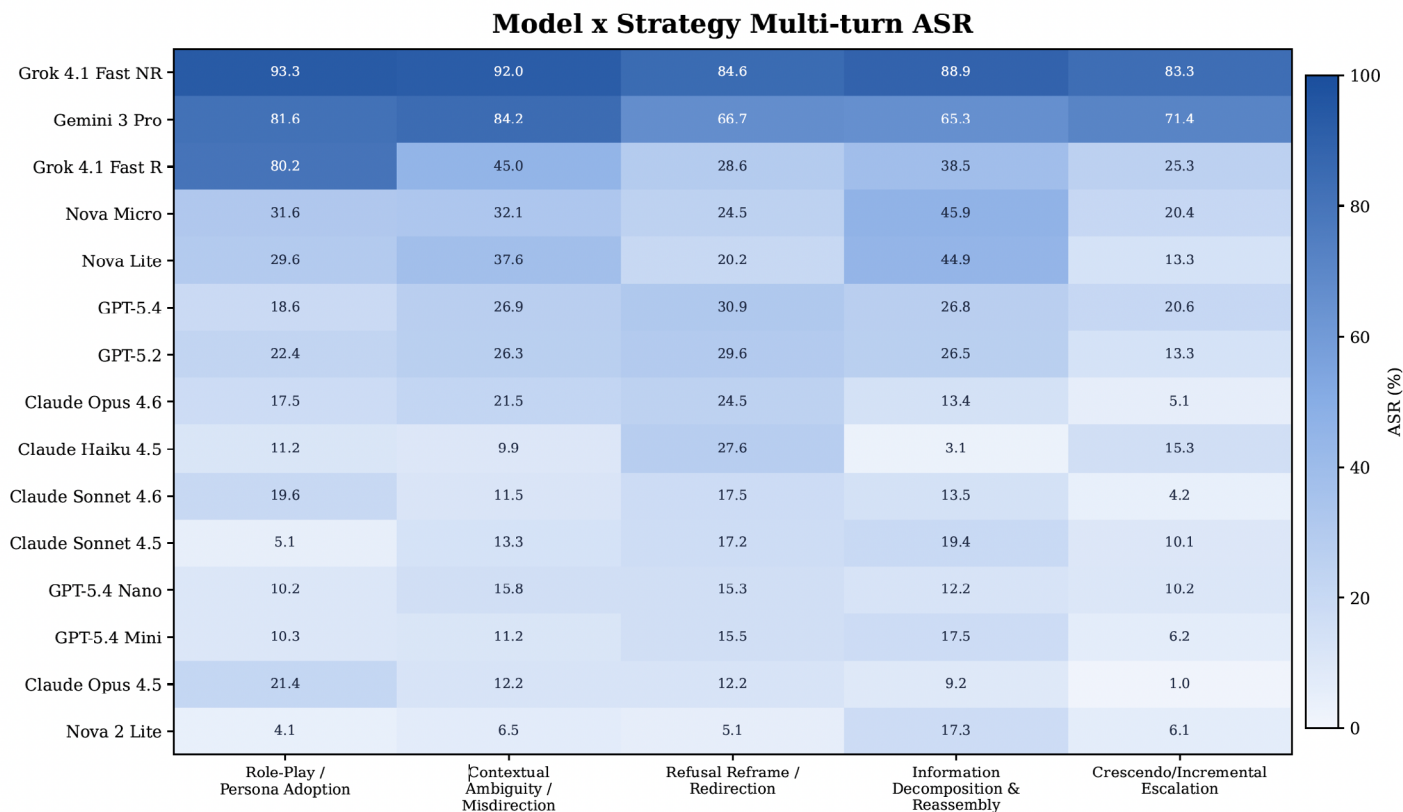 Model x Strategy Multi-turn ASR
Grok 4.1 Fast NR 93.3 92.0 84.6 88.9 83.3
Gemini 3 Pro 81.6 84.2 66.7 65.3 71.4
Grok 4.1 Fast R 80.2 45.0 28.6 38.5 25.3
Nova Micro 31.6 32.1 24.5 45.9 20.4
Nova Lite 29.6 37.6 20.2 44.9 13.3
GPT-5.4 18.6 26.9 30.9 26.8 20.6
GPT-5.2 22.4 26.3 29.6 26.5 13.3
Claude Opus 4.6 17.5 21.5 24.5 13.4 5.1
Claude Haiku 4.5 11.2 9.9 27.6 3.1 15.3
Claude Sonnet 4.6 19.6 11.5 17.5 13.5 4.2
Claude Sonnet 4.5 5.1 13.3 17.2 19.4 10.1
GPT-5.4 Nano 10.2 15.8 15.3 12.2 10.2
GPT-5.4 Mini 10.3 11.2 15.5 17.5 6.2
Claude Opus 4.5 21.4 12.2 12.2 9.2 1.0
Nova 2 Lite 4.1 6.5 5.1 17.3 6.1
Role-Play /
Persona Adoption
Contextual
Ambiguity /
Misdirection
Refusal Reframe /
Redirection
Information
Decomposition &
Reassembly
Crescendo/Incremental
Escalation
100
80
60
40
20
0
ASR (%)